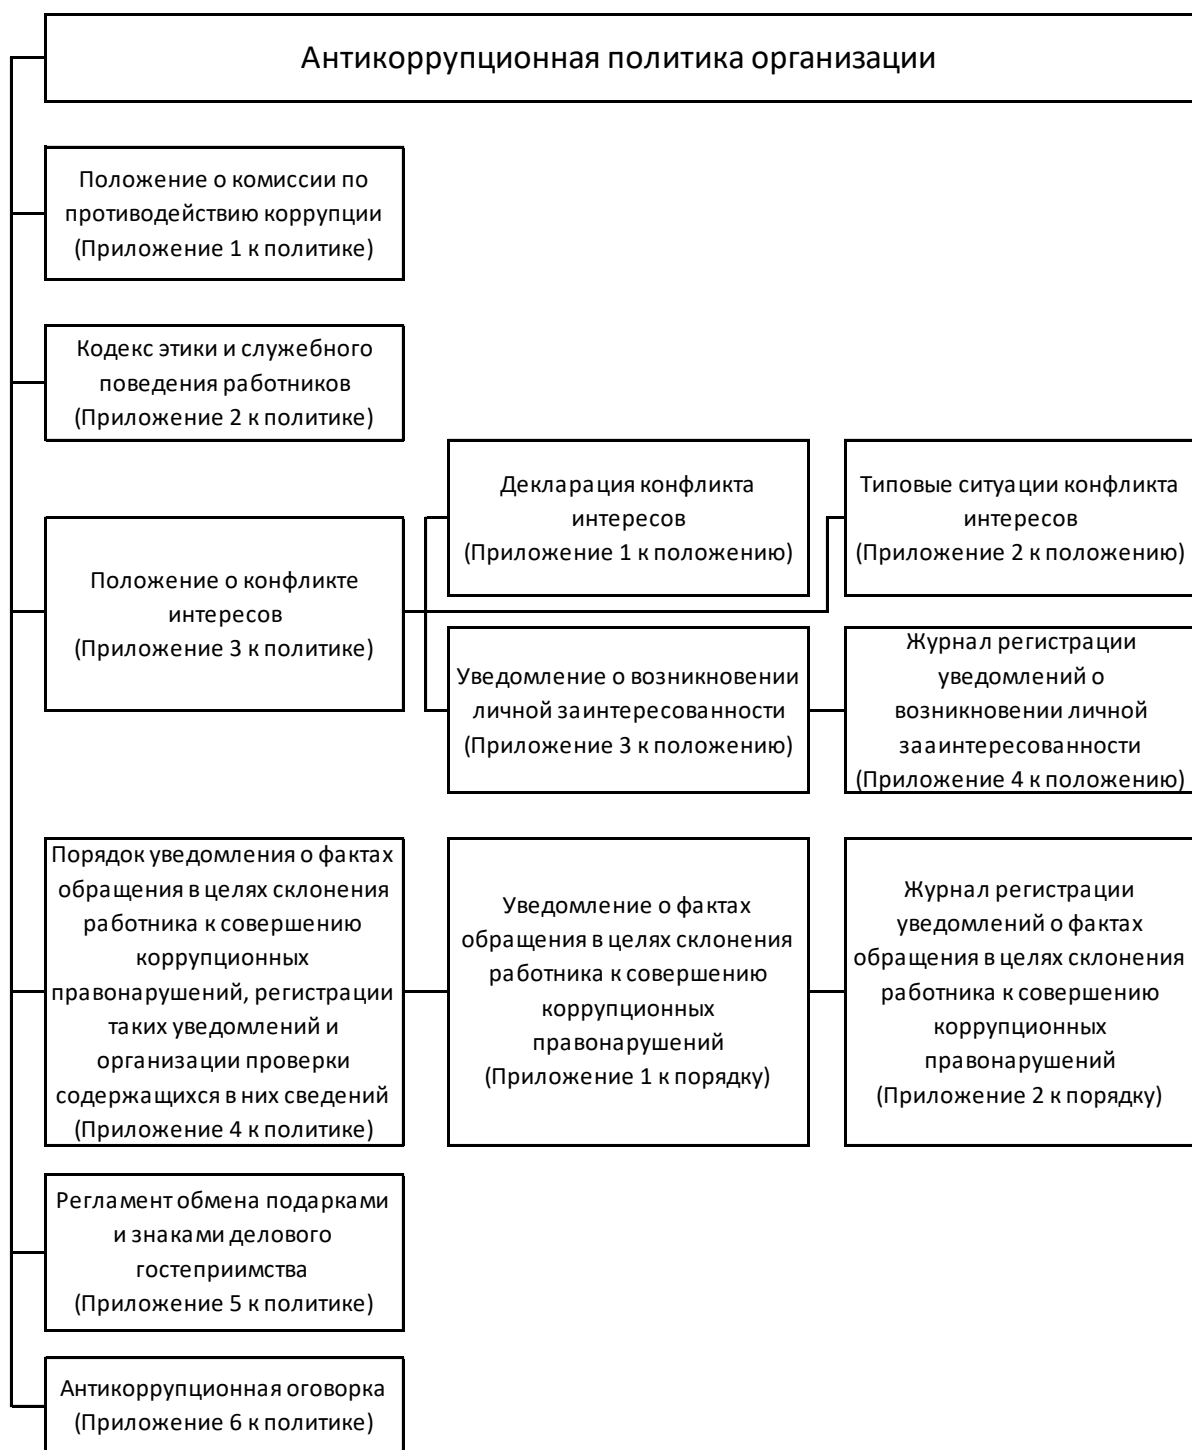 Антикоррупционная политика организации
Положение о комиссии по
противодействию коррупции
(Приложение 1 к политике)
Кодекс этики и служебного
поведения работников
(Приложение 2 к политике)
Декларация конфликта
интересов
(Приложение 1 к положению)
Типовые ситуации конфликта
интересов
(Приложение 2 к положению)
Положение о конфликте
интересов
(Приложение 3 к политике)
Уведомление о возникновении
личной заинтересованности
(Приложение 3 к положению)
Журнал регистрации
уведомлений о
возникновении личной
зааинтересованности
(Приложение 4 к положению)
Порядок уведомления о фактах
обращения в целях склонения
работника к совершению
коррупционных
правонарушений, регистрации
таких уведомлений и
организации проверки
содержащихся в них сведений
(Приложение 4 к политике)
Уведомление о фактах
обращения в целях склонения
работника к совершению
коррупционных
правонарушений
(Приложение 1 к порядку)
Журнал регистрации
уведомлений о фактах
обращения в целях склонения
работника к совершению
коррупционных
правонарушений
(Приложение 2 к порядку)
Регламент обмена подарками
и знаками делового
гостеприимства
(Приложение 5 к политике)
Антикоррупционная оговорка
(Приложение 6 к политике)